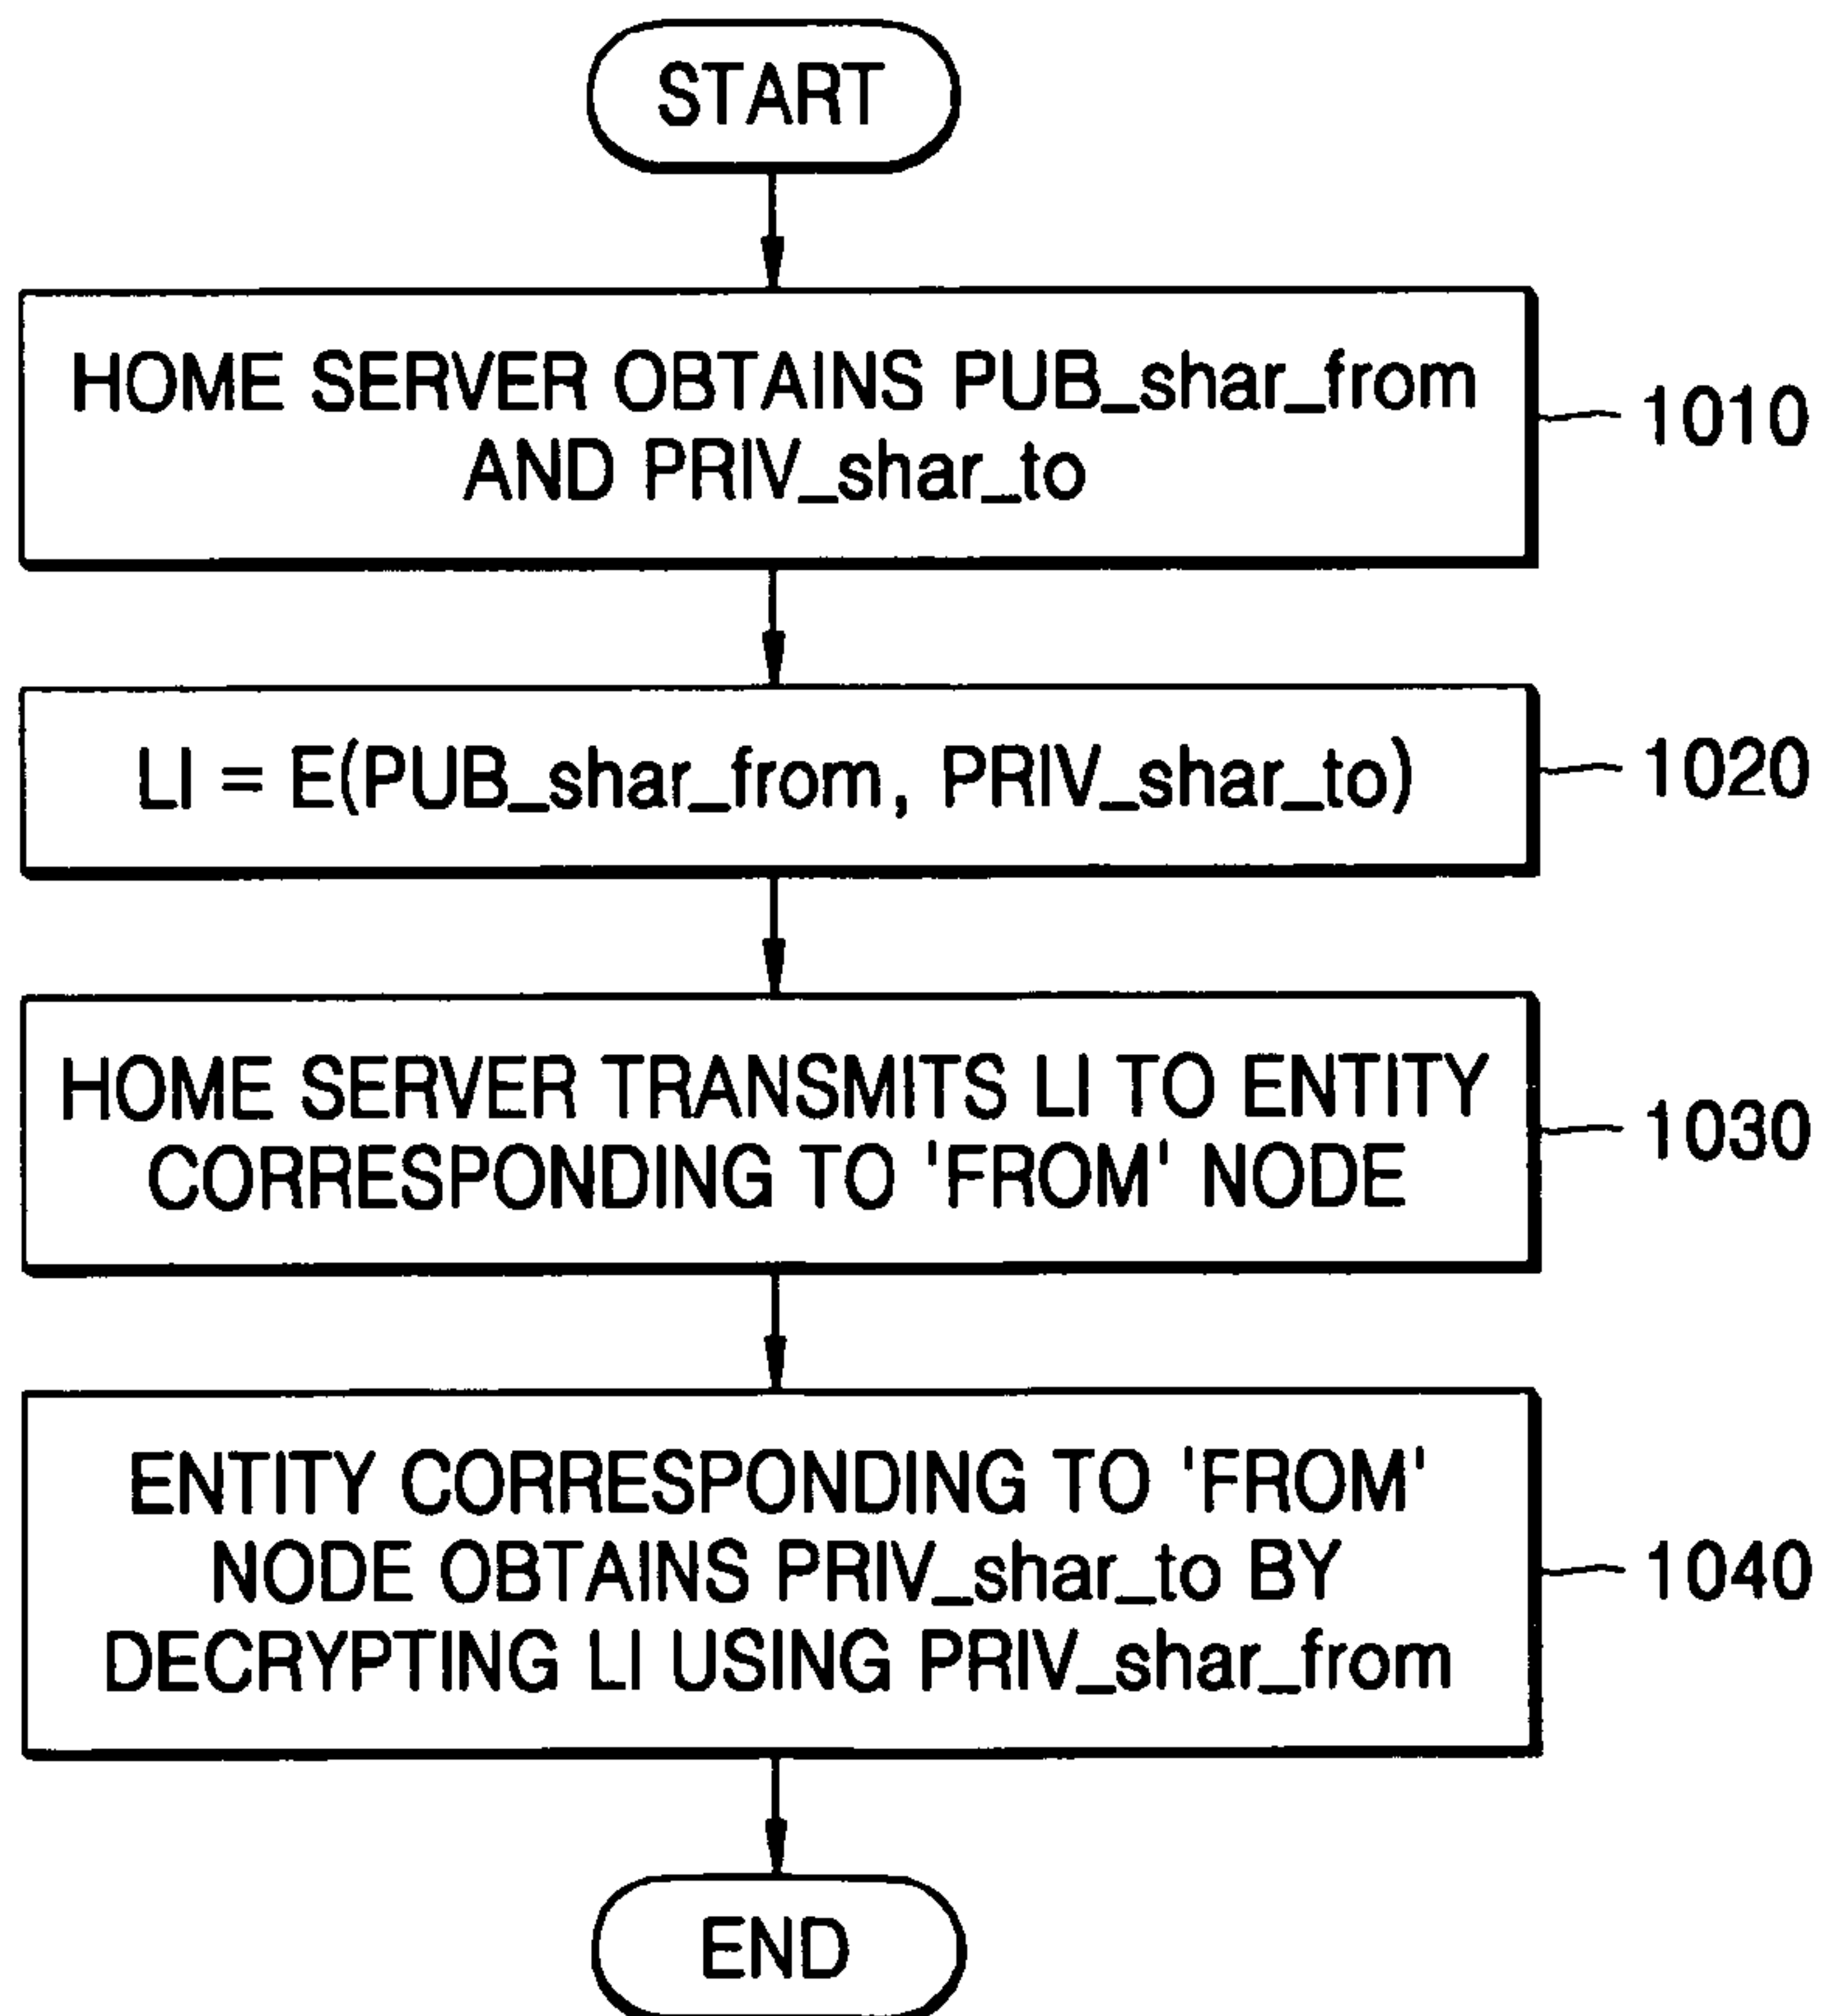 START
HOME SERVER OBTAINS PUB_shar_from
AND PRIV_shar_to
1010
LI = E(PUB_shar_from, PRIV_shar_to)
1020
HOME SERVER TRANSMITS LI TO ENTITY
CORRESPONDING TO 'FROM' NODE
1030
ENTITY CORRESPONDING TO 'FROM'
NODE OBTAINS PRIV_shar_to BY
DECRYPTING LI USING PRIV_shar_from
1040
END